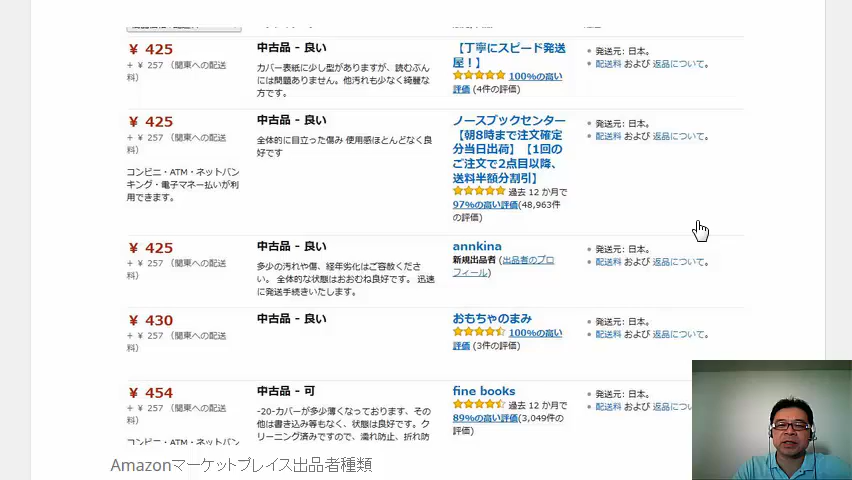 ¥ 425
+ ¥ 257 (関東への配送
料)
中古品 - 良い
カバー表紙に少し型がありますが、読むぶん
には問題ありません。他汚れも少なく綺麗な
方です。
【丁寧にスピード発送
屋！】
100%の高い
評価 (4件の評価)
発送元: 日本。
配送料 および 返品について。
¥ 425
+ ¥ 257 (関東への配送
料)
コンビニ・ATM・ネットバン
キング・電子マネー払いが利
用できます。
中古品 - 良い
全体的に目立った傷み 使用感ほとんどなく良
好です
ノースブックセンター
【朝8時まで注文確定
分当日出荷】【1回の
ご注文で2点目以降、
送料半額分割引】
過去 12 か月で
97%の高い評価(48,963件
の評価)
発送元: 日本。
配送料 および 返品について。
¥ 425
+ ¥ 257 (関東への配送
料)
中古品 - 良い
多少の汚れや傷、経年劣化はご容赦くださ
い。 全体的な状態はおおむね良好です。 迅速
に発送手続きいたします。
annkina
新規出品者 (出品者のプロ
フィール)
発送元: 日本。
配送料 および 返品について。
¥ 430
+ ¥ 257 (関東への配送
料)
中古品 - 良い
おもちゃのまみ
100%の高い
評価 (3件の評価)
発送元: 日本。
配送料 および 返品について。
¥ 454
+ ¥ 257 (関東への配送
料)
コンビニ・ATM・ネットバン
中古品 - 可
-20-カバーが多少薄くなっております、その
他は書き込み等もなく、状態は良好です。ク
リーニング済みですので、濡れ防止、折れ防
fine books
過去 12 か月で
89%の高い評価(3,049件の
評価)
発送元: 日本。
配送料 および 返品につい
Amazonマーケットプレイス出品者種類